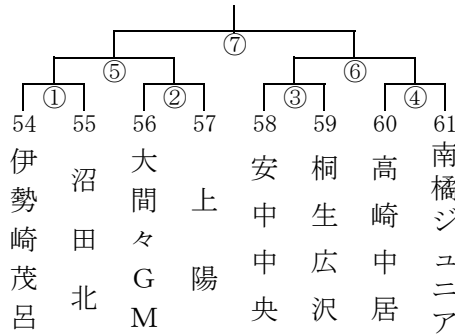 ⑦
⑤
⑥
①
②
③
④
54
55
56
57
58
59
60
61
伊勢崎茂呂
沼田北
大間々GM
上陽
安中中央
桐生広沢
高崎中居
南橘ジュニア